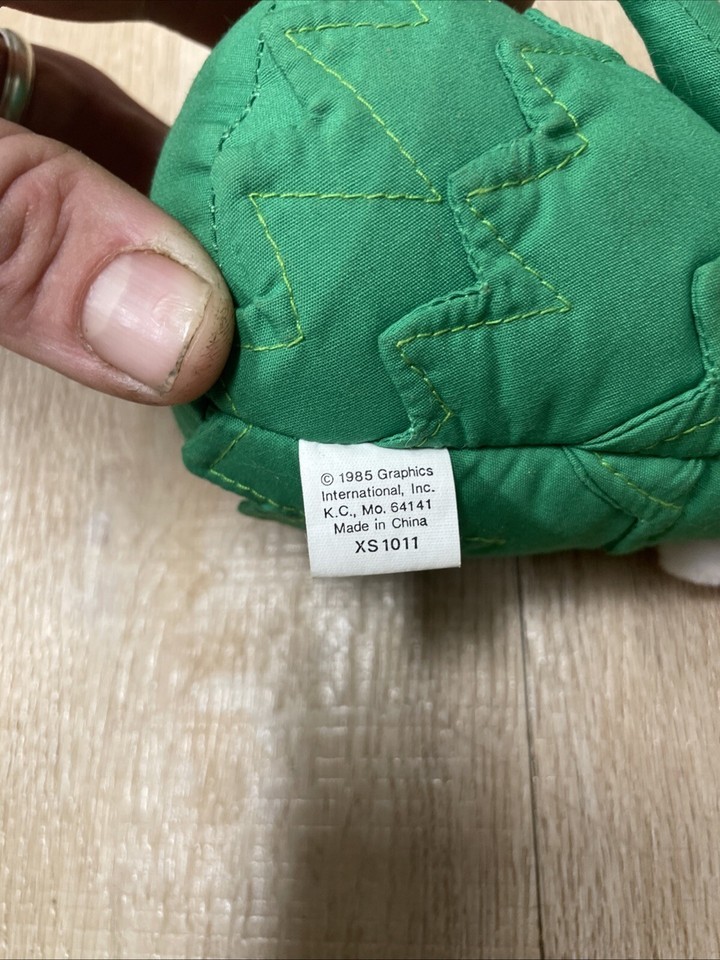 © 1985 Graphics
International, Inc.
K.C., Mo. 64141
Made in China
XS1011